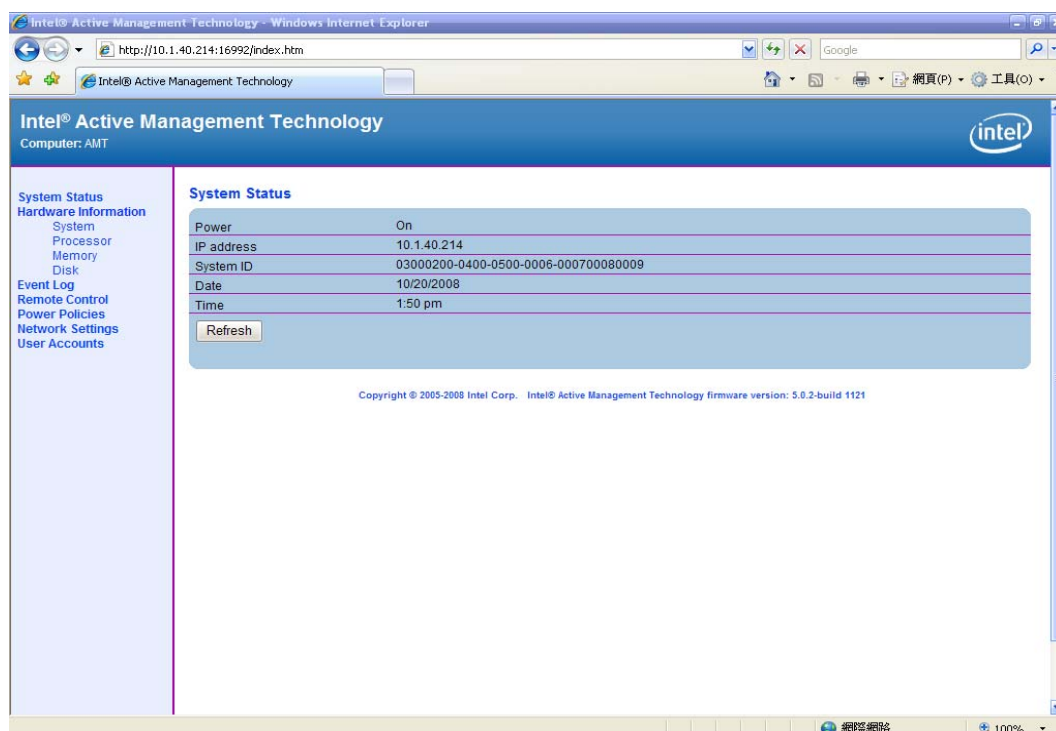 Intel® Active Management Technology - Windows Internet Explorer
http://10.1.40.214:16992/index.htm
Google
Intel® Active Management Technology
網頁(P)
工具(O)
Intel® Active Management Technology
Computer: AMT
intel
System Status
Hardware Information
System
Processor
Memory
Disk
Event Log
Remote Control
Power Policies
Network Settings
User Accounts
System Status
Power On
IP address 10.1.40.214
System ID 03000200-0400-0500-0006-000700080009
Date 10/20/2008
Time 1:50 pm
Refresh
Copyright © 2005-2008 Intel Corp. Intel® Active Management Technology firmware version: 5.0.2-build 1121
網際網路
100%